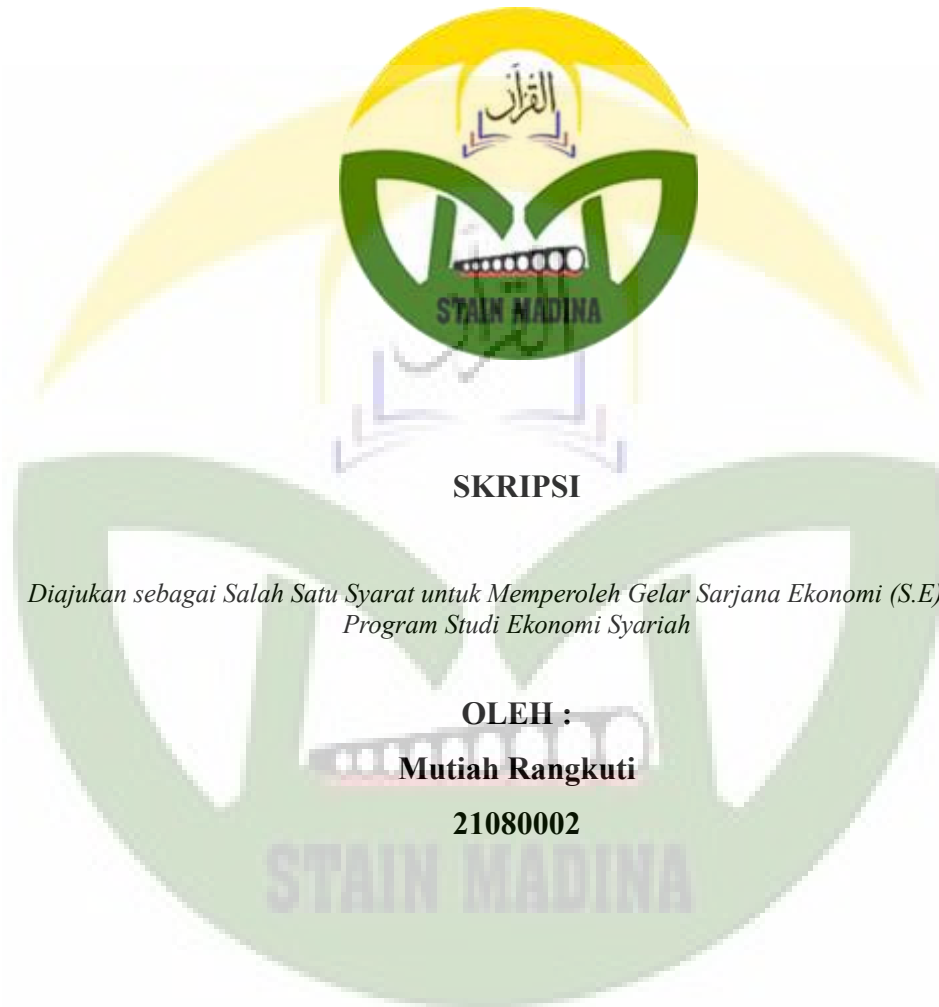 القرآن
STAIN MADINA
القرآن
SKRIPSI
Diajukan sebagai Salah Satu Syarat untuk Memperoleh Gelar Sarjana Ekonomi (S.E)
Program Studi Ekonomi Syariah
OLEH :
Mutiah Rangkuti
21080002
STAIN MADINA